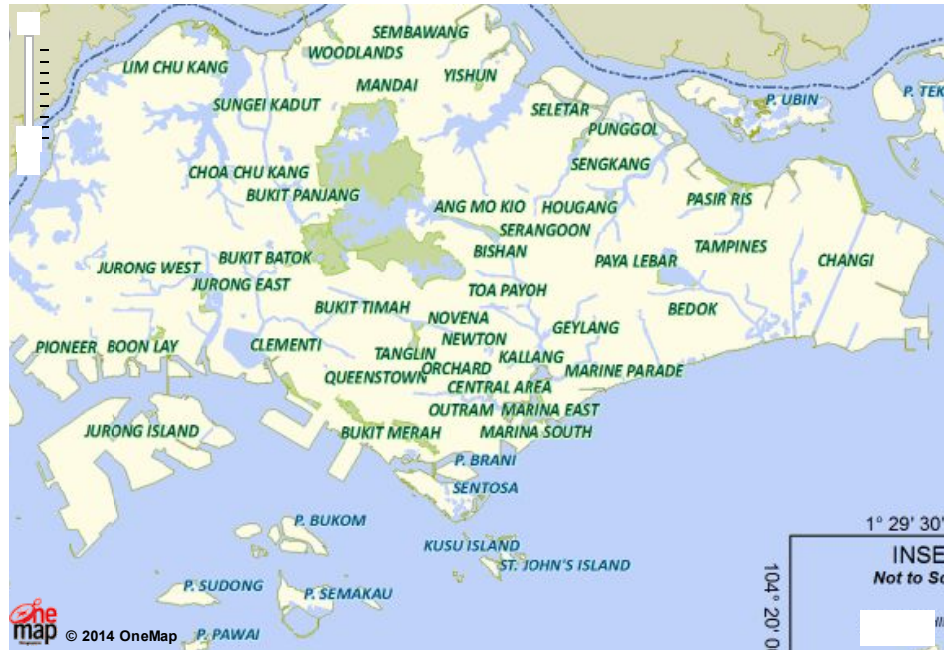 SEMBAWANG
WOODLANDS
LIM CHU KANG
YISHUN
MANDAI
P. UBIN
P. TEK
SUNGEI KADUT
SELETAR
PUNGGOL
SENGKANG
CHOA CHU KANG
BUKIT PANJANG
PASIR RIS
ANG MO KIO
HOUGANG
SERANGOON
TAMPINES
BISHAN
BUKIT BATOK
PAYA LEBAR
CHANGI
JURONG WEST
JURONG EAST
TOA PAYOH
BUKIT TIMAH
NOVENA
BEDOK
GEYLANG
NEWTON
PIONEER
BOON LAY
CLEMENTI
TANGLIN
KALLANG
ORCHARD
MARINE PARADE
QUEENSTOWN
CENTRAL AREA
OUTRAM
MARINA EAST
JURONG ISLAND
BUKIT MERAH
MARINA SOUTH
P. BRANI
SENTOSA
P. BUKOM
1° 29' 30'
KUSU ISLAND
INSE
ST. JOHN'S ISLAND
Not to Sc
104° 20' 0
P. SUDONG
P. SEMAKAU
One
map
© 2014 OneMap
P. PAWAI